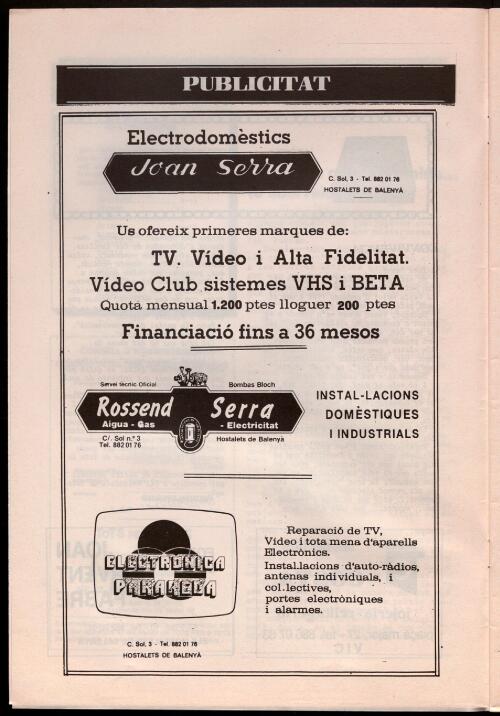 PUBLICITAT
Electrodomèstics
Joan Serra
C. Sol, 3 - Tel. 882 01 76
HOSTALETS DE BALENYÀ
Us ofereix primeres marques de:
TV. Vídeo i Alta Fidelitat.
Vídeo Club sistemes VHS i BETA
Quota mensual 1.200 ptes lloguer 200 ptes
Financiació fins a 36 mesos
Servei tècnic Oficial
Bombas Bloch
Rossend Serra
Aigua - Gas - Electricitat
C/. Sol n.º 3
Tel. 882 01 76
Hostalets de Balenyà
INSTAL-LACIONS
DOMÈSTIQUES
I INDUSTRIALS
ELECTRÒNICA
Reparació de TV,
Vídeo i tota mena d'aparells
Electrònics.
Instal.lacions d'auto-ràdios,
antenas individuals, i
col.lectives,
portes electròniques
i alarmes.
C. Sol, 3 - Tel. 882 01 76
HOSTALETS DE BALENYÀ